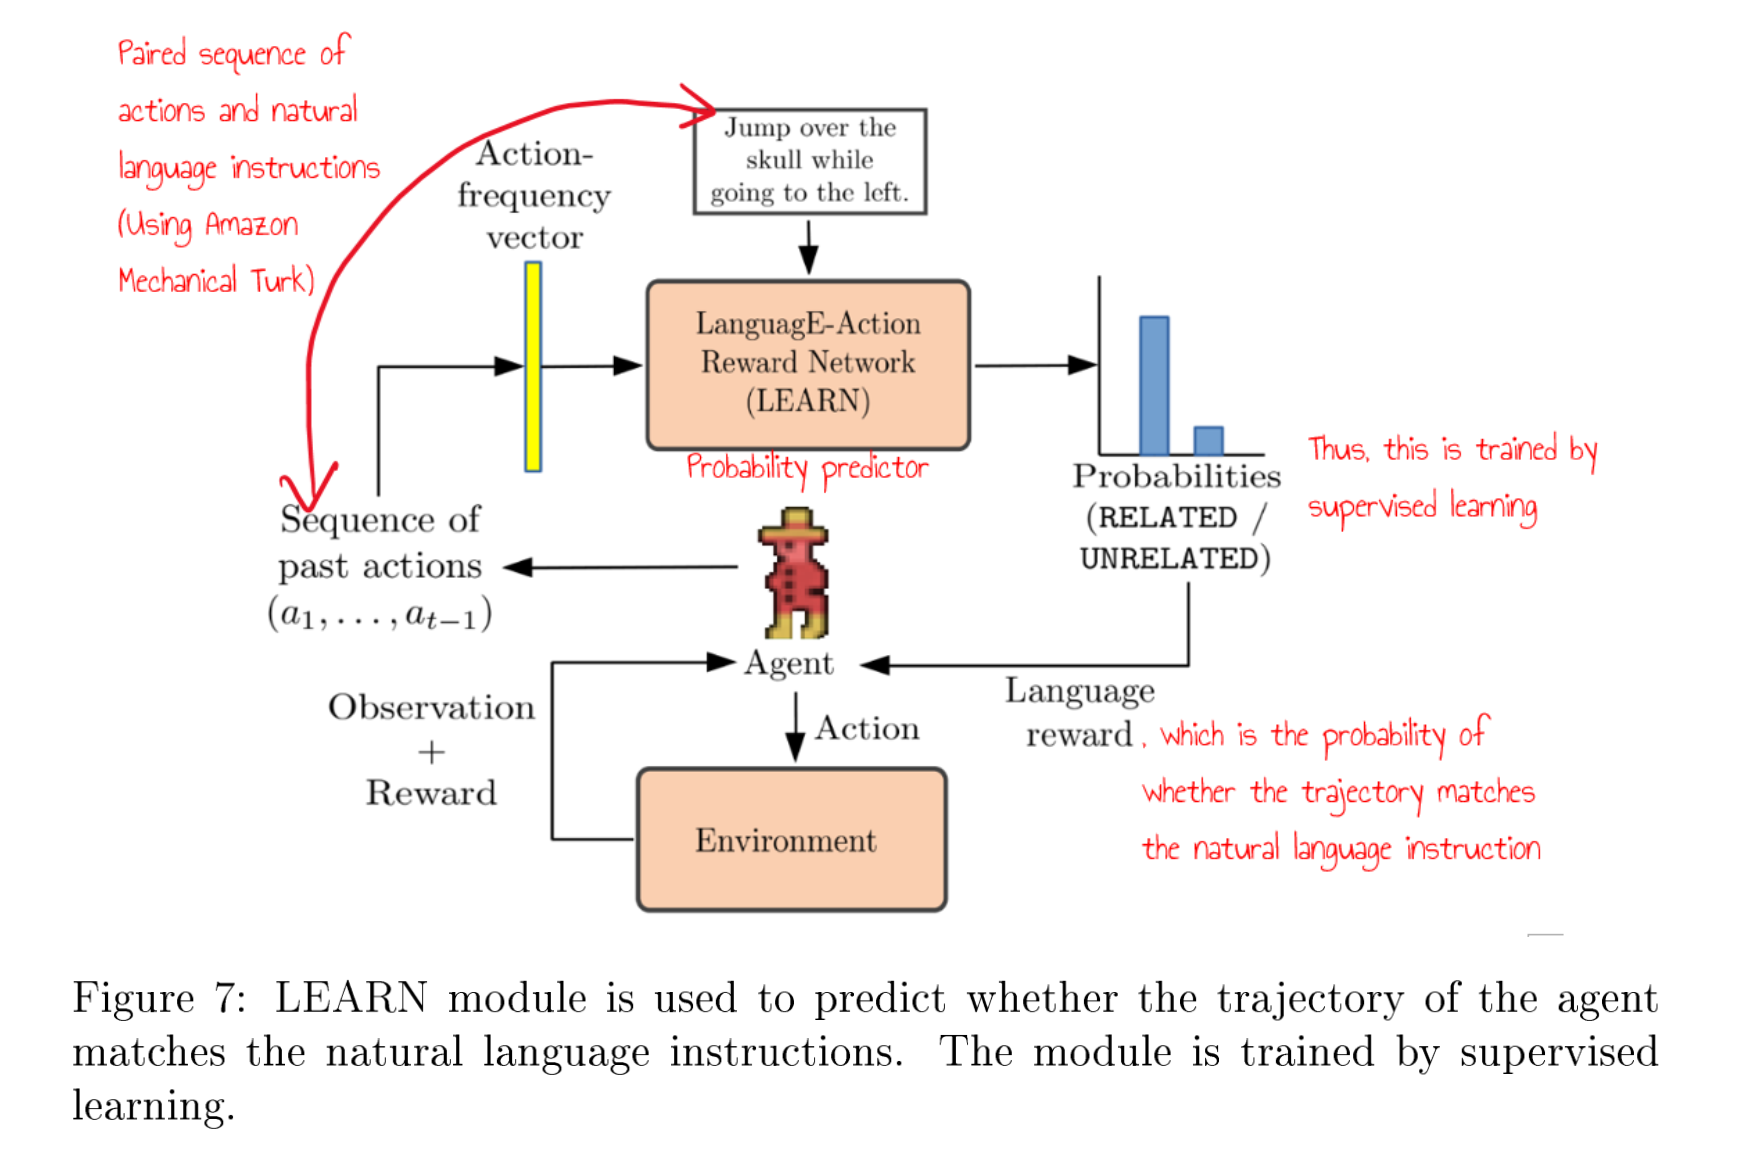 Paired sequence of
actions and natural
language instructions
(Using Amazon
Mechanical Turk)
Action-
frequency
vector
Jump over the
skull while
going to the left.
LanguagE-Action
Reward Network
(LEARN)
Probability predictor
Probabilities
(RELATED /
UNRELATED)
Thus, this is trained by
supervised learning
Sequence of
past actions
(a₁, . . . , aₜ₋₁)
Agent
Observation
+
Reward
Action
Language
reward, which is the probability of
whether the trajectory matches
the natural language instruction
Environment
Figure 7: LEARN module is used to predict whether the trajectory of the agent
matches the natural language instructions. The module is trained by supervised
learning.